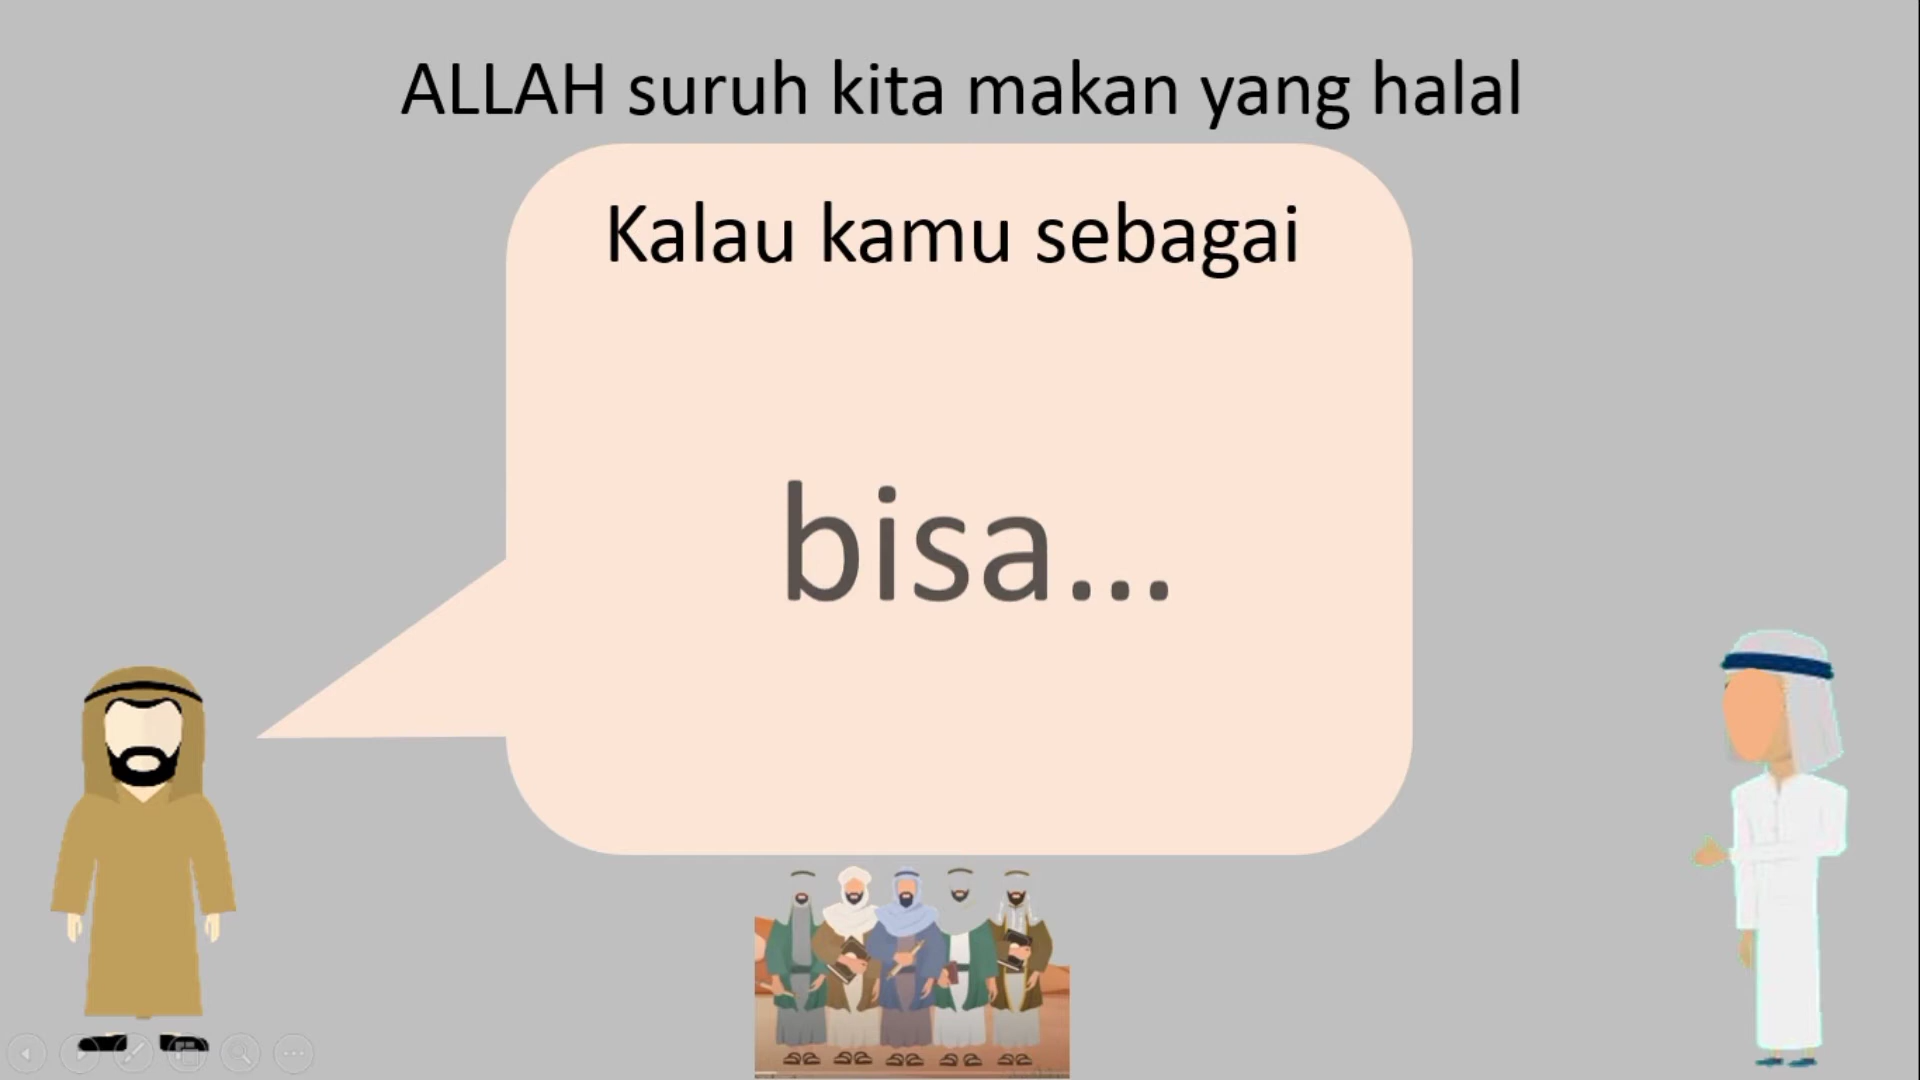 ALLAH suruh kita makan yang halal
Kalau kamu sebagai
bisa...